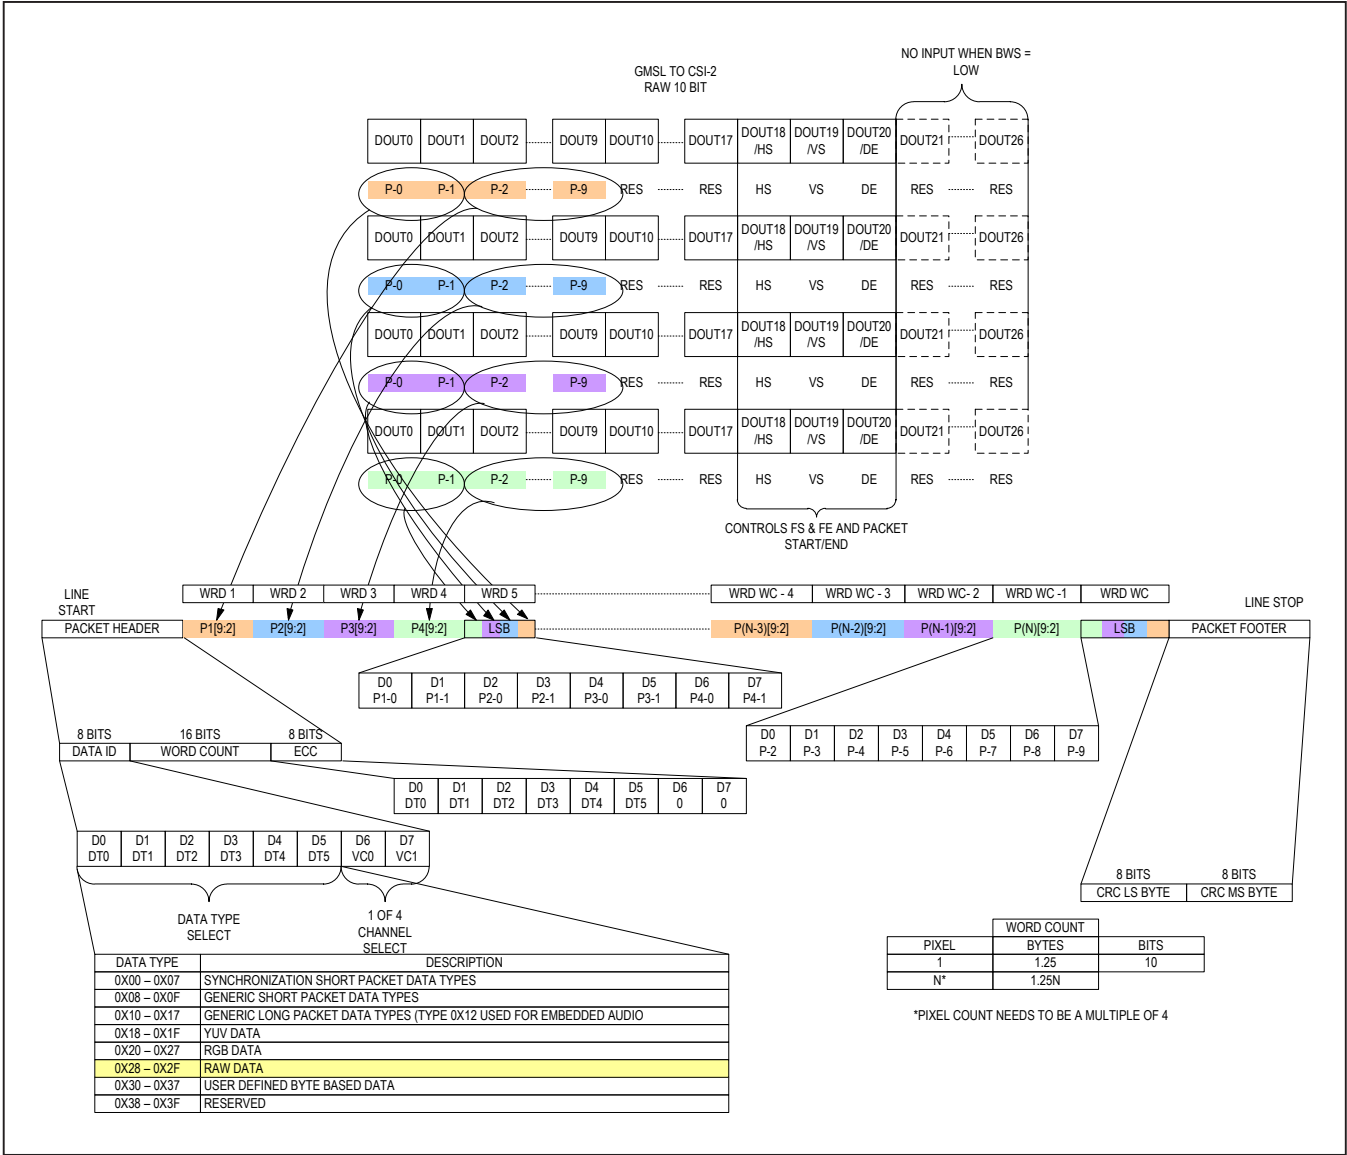 GMSL TO CSI-2
RAW 10 BIT
NO INPUT WHEN BWS =
LOW
DOUT0 DOUT1 DOUT2 DOUT9 DOUT10 DOUT17 DOUT18 /HS DOUT19 /VS DOUT20 /DE DOUT21 DOUT26
P-0 P-1 P-2 P-9 RES RES HS VS DE RES RES
DOUT0 DOUT1 DOUT2 DOUT9 DOUT10 DOUT17 DOUT18 /HS DOUT19 /VS DOUT20 /DE DOUT21 DOUT26
P-0 P-1 P-2 P-9 RES RES HS VS DE RES RES
DOUT0 DOUT1 DOUT2 DOUT9 DOUT10 DOUT17 DOUT18 /HS DOUT19 /VS DOUT20 /DE DOUT21 DOUT26
P-0 P-1 P-2 P-9 RES RES HS VS DE RES RES
DOUT0 DOUT1 DOUT2 DOUT9 DOUT10 DOUT17 DOUT18 /HS DOUT19 /VS DOUT20 /DE DOUT21 DOUT26
P-0 P-1 P-2 P-9 RES RES HS VS DE RES RES
CONTROLS FS & FE AND PACKET
START/END
LINE
START
WRD 1 WRD 2 WRD 3 WRD 4 WRD 5 WRD WC - 4 WRD WC - 3 WRD WC- 2 WRD WC -1 WRD WC
LINE STOP
PACKET HEADER P1[9:2] P2[9:2] P3[9:2] P4[9:2] LSB P(N-3)[9:2] P(N-2)[9:2] P(N-1)[9:2] P(N)[9:2] LSB PACKET FOOTER
D0 D1 D2 D3 D4 D5 D6 D7
P1-0 P1-1 P2-0 P2-1 P3-0 P3-1 P4-0 P4-1
D0 D1 D2 D3 D4 D5 D6 D7
P-2 P-3 P-4 P-5 P-6 P-7 P-8 P-9
8 BITS 16 BITS 8 BITS
DATA ID WORD COUNT ECC
D0 D1 D2 D3 D4 D5 D6 D7
DT0 DT1 DT2 DT3 DT4 DT5 0 0
D0 D1 D2 D3 D4 D5 D6 D7
DT0 DT1 DT2 DT3 DT4 DT5 VC0 VC1
8 BITS 8 BITS
CRC LS BYTE CRC MS BYTE
DATA TYPE
SELECT
1 OF 4
CHANNEL
SELECT
WORD COUNT
PIXEL BYTES BITS
1 1.25 10
N* 1.25N
*PIXEL COUNT NEEDS TO BE A MULTIPLE OF 4
DATA TYPE DESCRIPTION
0X00 – 0X07 SYNCHRONIZATION SHORT PACKET DATA TYPES
0X08 – 0X0F GENERIC SHORT PACKET DATA TYPES
0X10 – 0X17 GENERIC LONG PACKET DATA TYPES (TYPE 0X12 USED FOR EMBEDDED AUDIO
0X18 – 0X1F YUV DATA
0X20 – 0X27 RGB DATA
0X28 – 0X2F RAW DATA
0X30 – 0X37 USER DEFINED BYTE BASED DATA
0X38 – 0X3F RESERVED